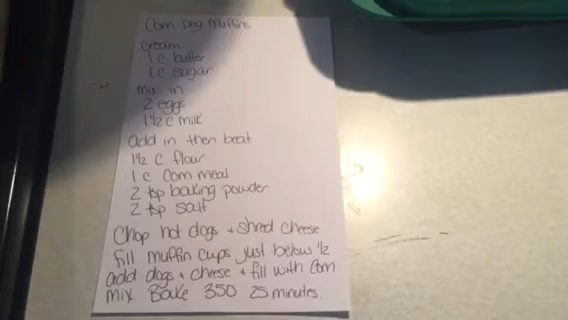 Corn Dog Muffins
Cream
1 c butter
1 c sugar
mix in
2 eggs
1 1/2 c milk
add in then beat
1 1/2 c flour
1 c corn meal
2 tsp baking powder
2 tsp salt
Chop hot dogs + shred cheese
fill muffin cups just below 1/2
add dogs + cheese + fill with corn
mix Bake 350 25 minutes.